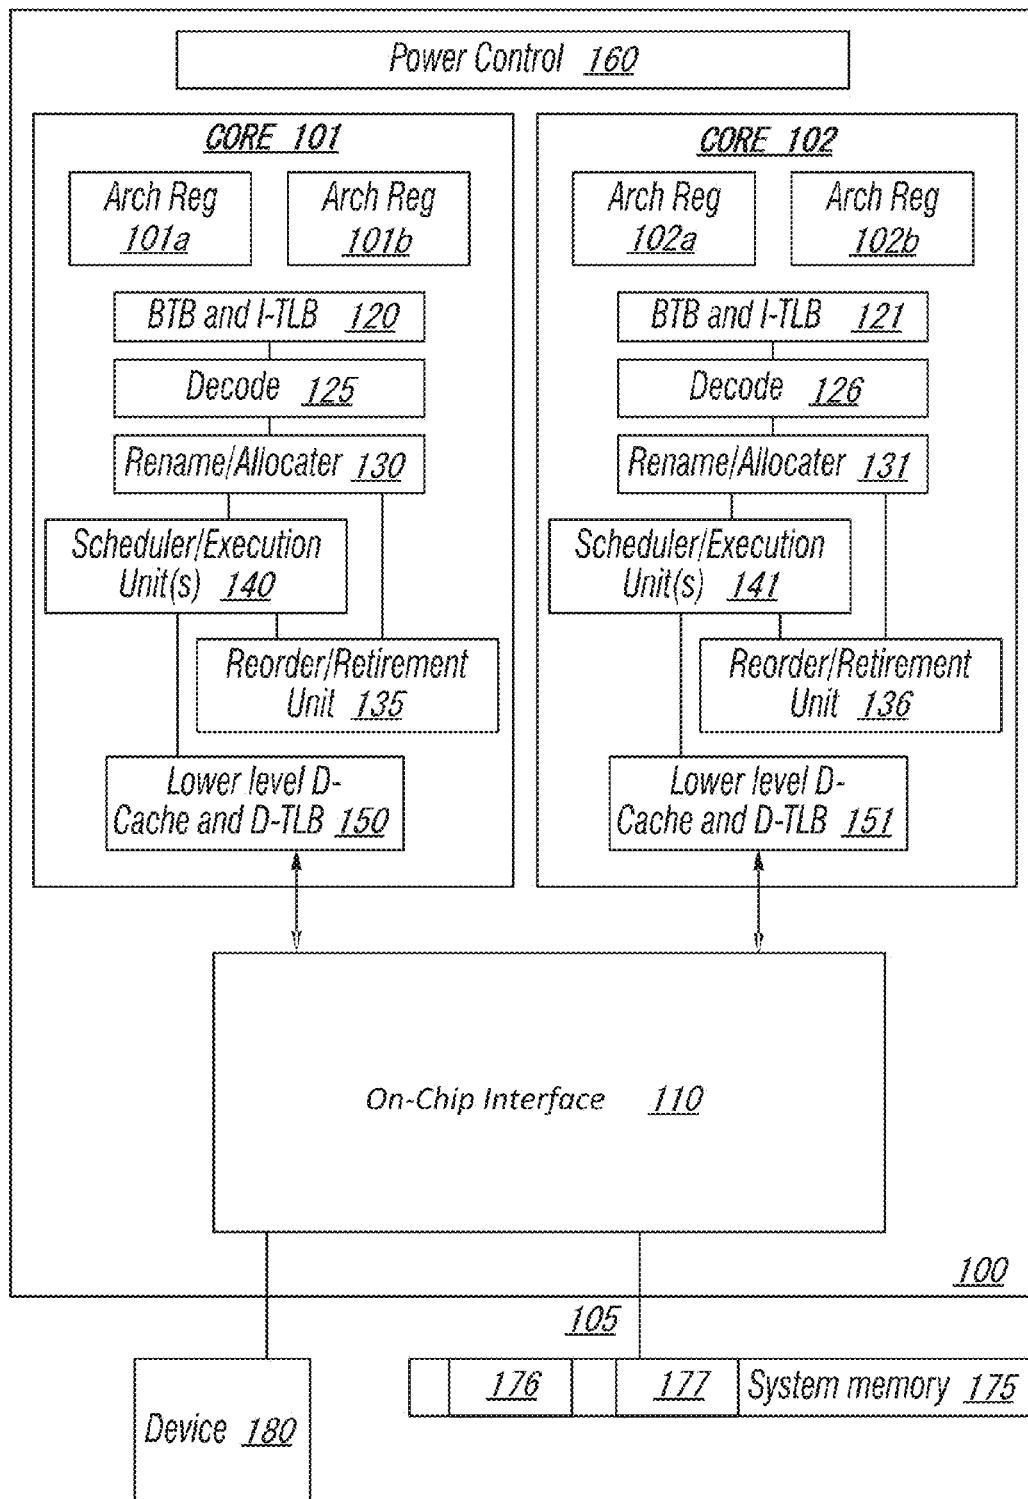 Power Control 160
CORE 101
Arch Reg
101a
Arch Reg
101b
BTB and I-TLB 120
Decode 125
Rename/Allocater 130
Scheduler/Execution
Unit(s) 140
Reorder/Retirement
Unit 135
Lower level D-
Cache and D-TLB 150
CORE 102
Arch Reg
102a
Arch Reg
102b
BTB and I-TLB 121
Decode 126
Rename/Allocater 131
Scheduler/Execution
Unit(s) 141
Reorder/Retirement
Unit 136
Lower level D-
Cache and D-TLB 151
On-Chip Interface 110
100
105
176 177 System memory 175
Device 180